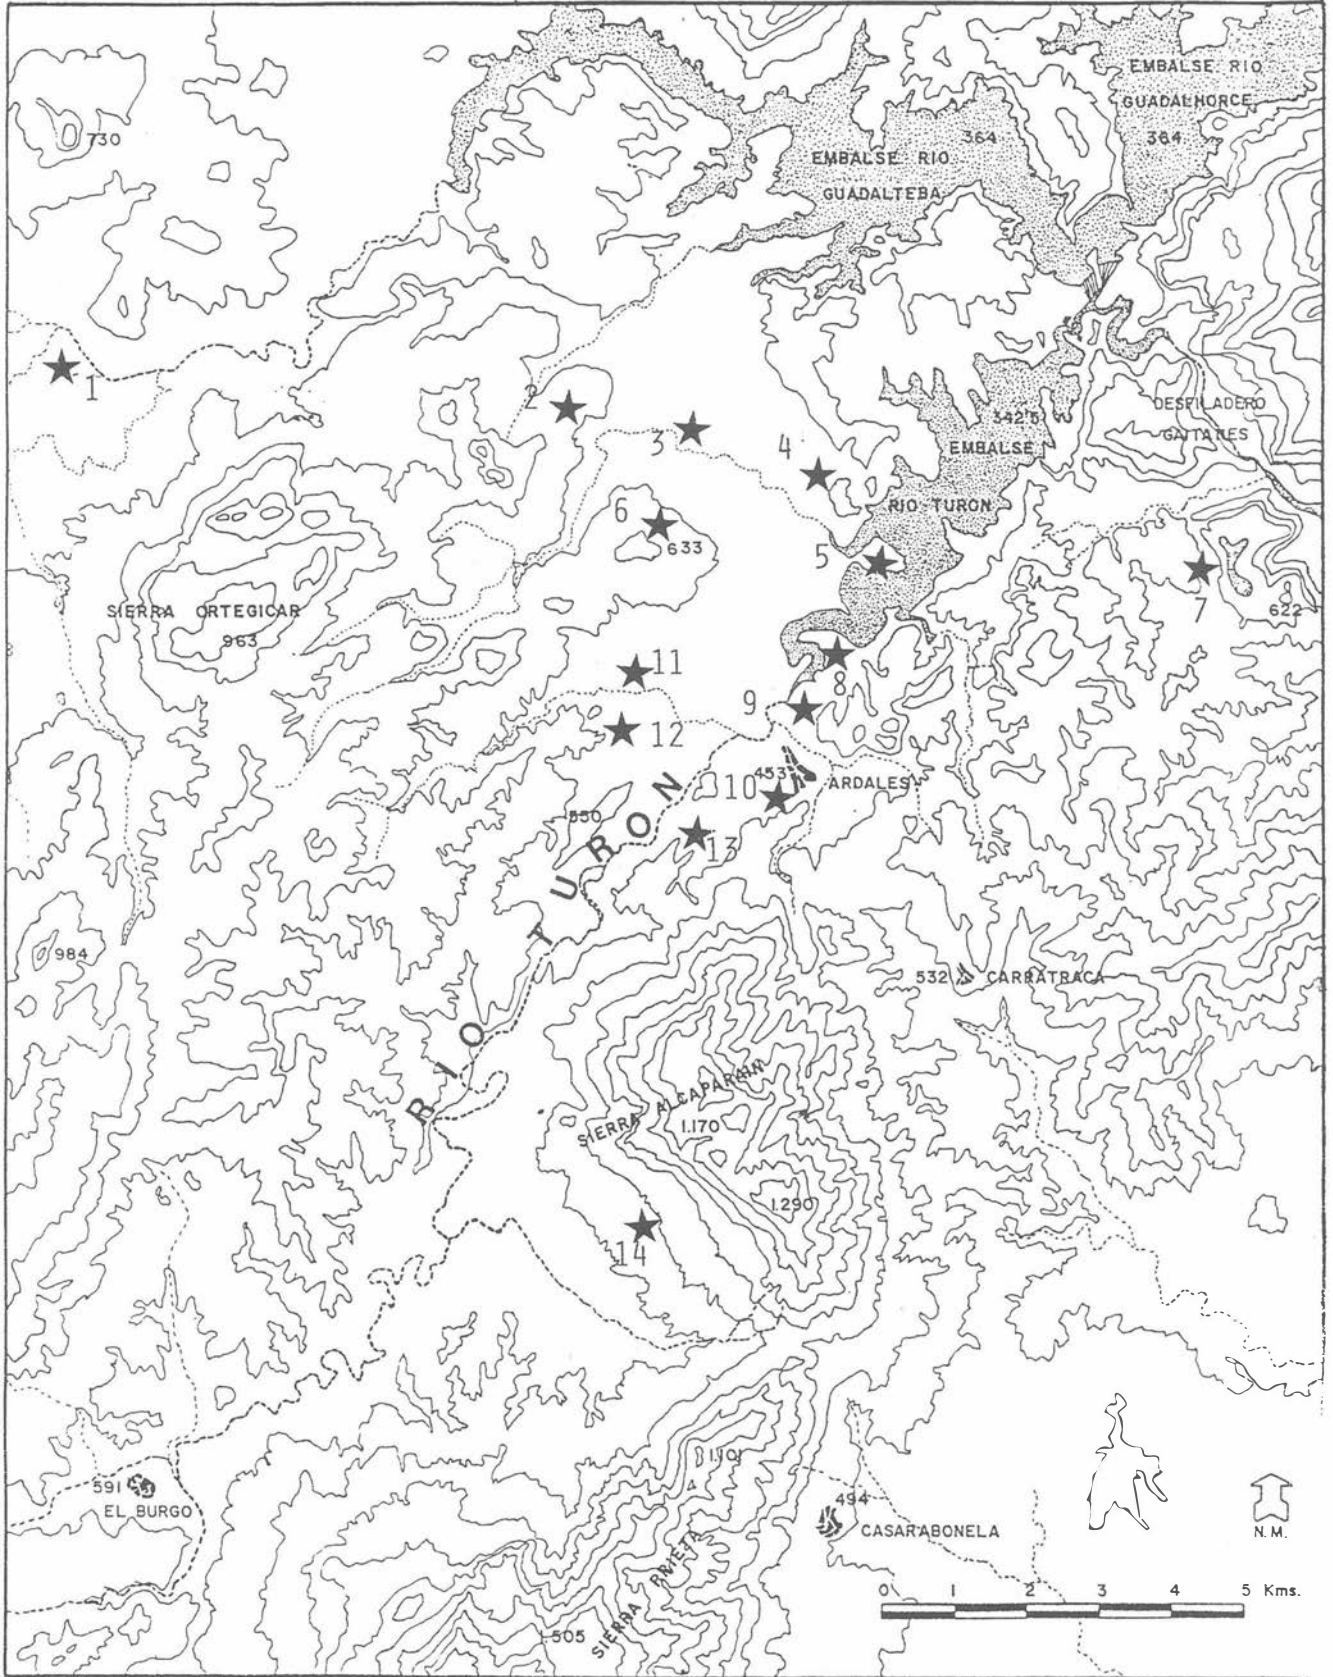 EMBALSE RIO
GUADALHORCE
364
730
364
EMBALSE RIO
GUADALTEBA
1
2
3
4
342.5
EMBALSE
RIO TURON
DESFILADERO
GAITANES
6
633
5
7
622
SIERRA ORTEGICAR
963
11
8
9
12
10
453
ARDALES
550
13
RIO TURON
984
532
CARRATRACA
SIERRA ALCAPARAIN
1.170
1.290
14
1.101
591
EL BURGO
494
CASARABONELA
N.M.
SIERRA PRIETA
505
0 1 2 3 4 5 Kms.